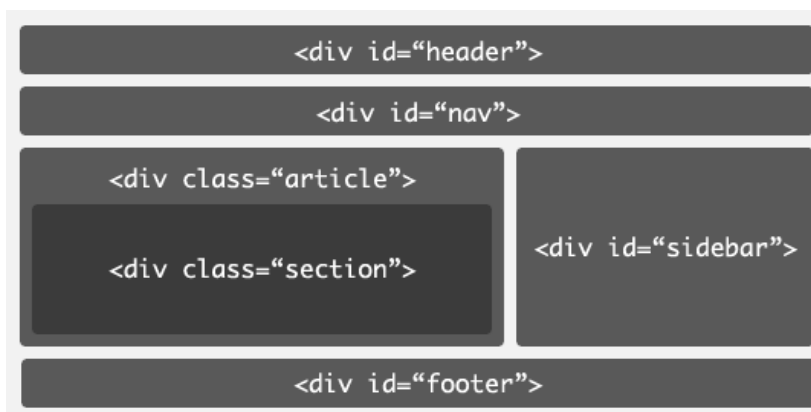 <div id=“header”>
<div id=“nav”>
<div class=“article”>
<div class=“section”>
<div id=“sidebar”>
<div id=“footer”>